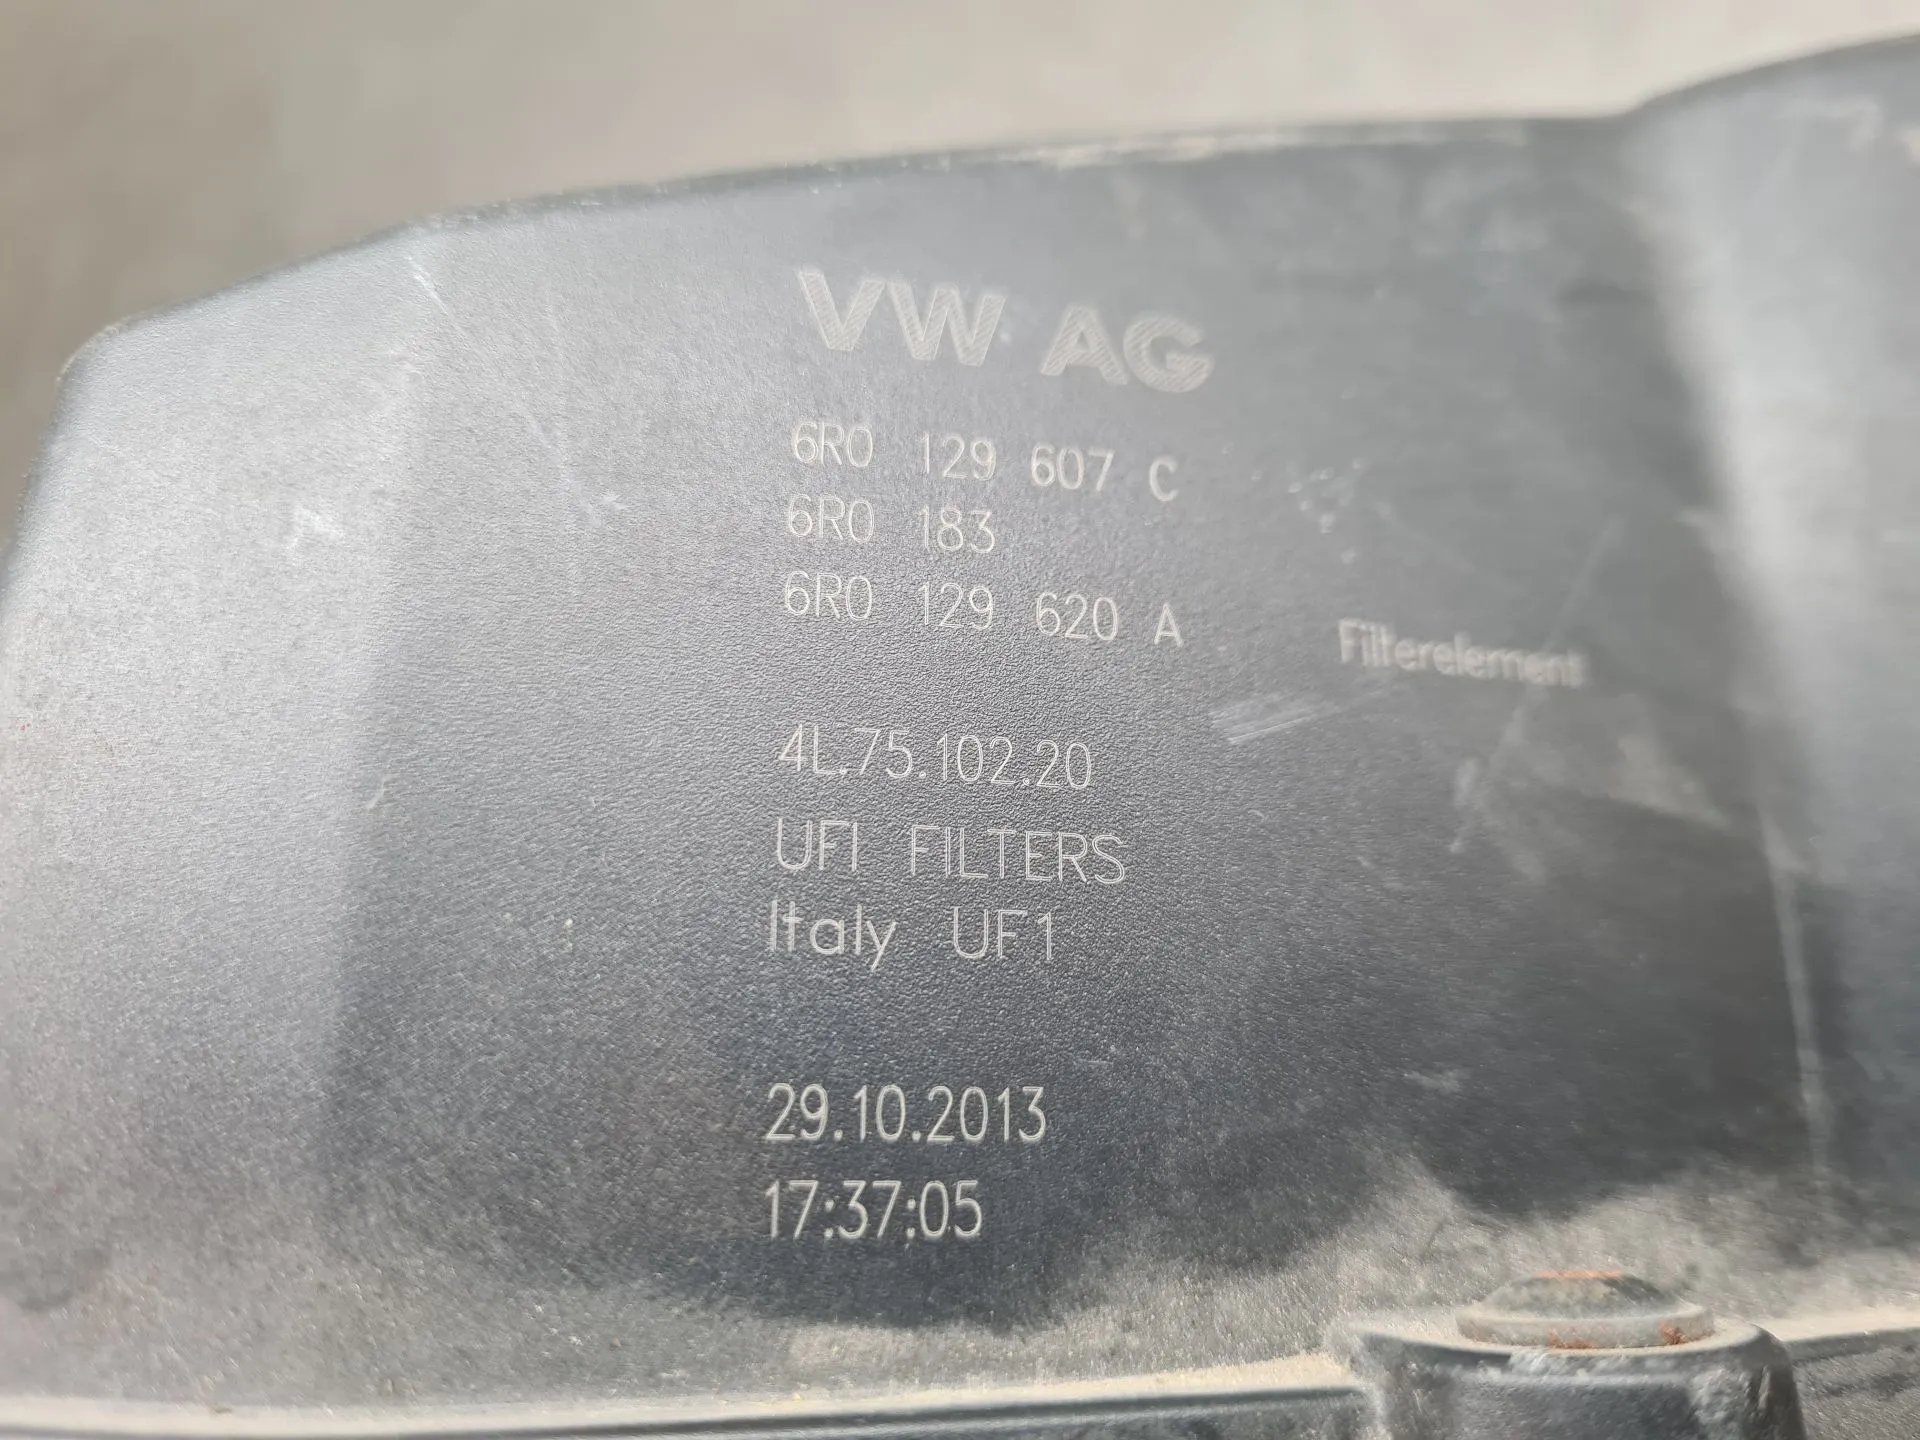 VW AG
6R0 129 607 C
6R0 183
6R0 129 620 A Filterelement
4L.75.102.20
UFI FILTERS
Italy UF1
29.10.2013
17:37:05